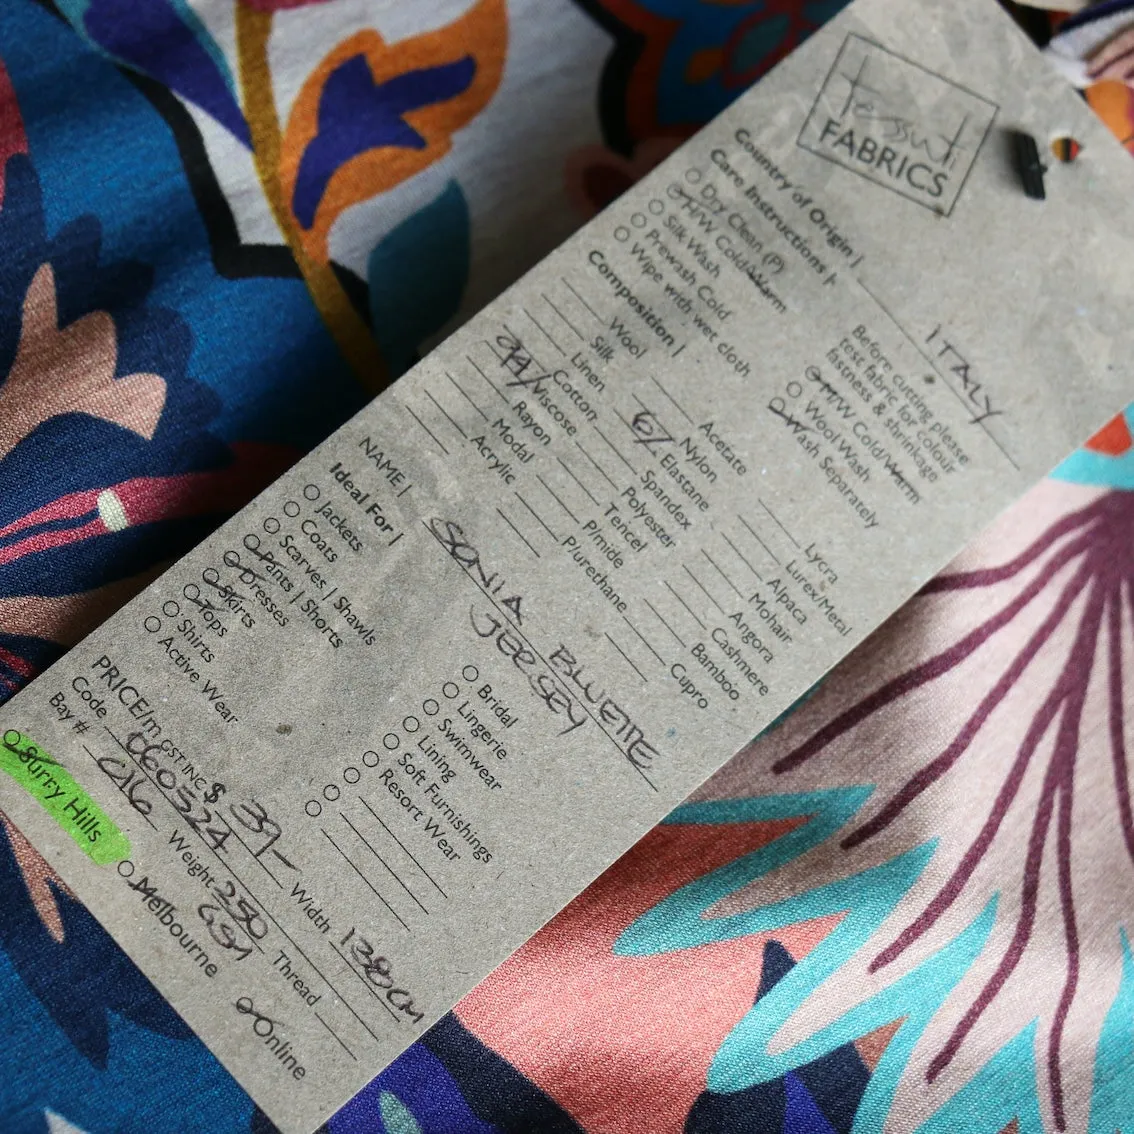 Tessuti
FABRICS
Country of Origin | ITALY
Care Instructions |
Dry Clean (P)
H/W Cold/Warm
Silk Wash
Prewash Cold
Wipe with wet cloth
Before cutting please
test fabric for colour
fastness & shrinkage
H/W Cold/Warm
Wool Wash
Wash Separately
Composition |
Wool
Silk
Linen
Cotton
94/ Viscose
Rayon
Modal
Acrylic
Acetate
Nylon
6/ Elastane
Spandex
Polyester
Tencel
P/mide
P/urethane
Lycra
Lurex/Metal
Alpaca
Mohair
Angora
Cashmere
Bamboo
Cupro
NAME | SONIA BLUETTE
JERSEY
Ideal For |
Jackets
Coats
Scarves | Shawls
Pants | Shorts
Dresses
Skirts
Tops
Shirts
Active Wear
Bridal
Lingerie
Swimwear
Lining
Soft Furnishings
Resort Wear
PRICE/m GST INC $ 39- Width 138CM
Code 060524 Weight 250 GSM Thread
Bay # C16
Surry Hills Melbourne Online